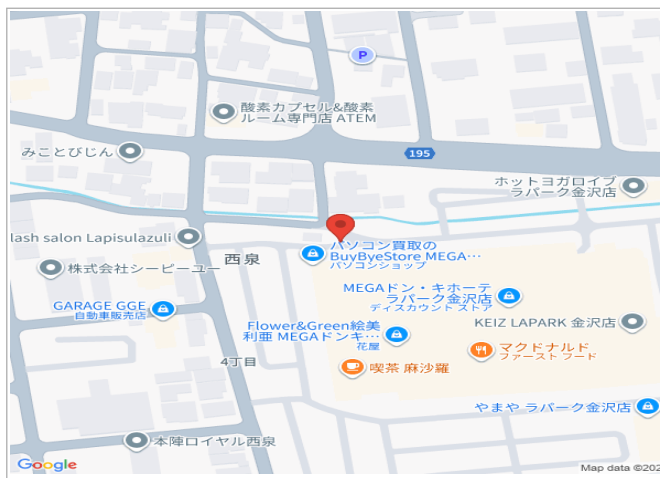 P
酸素カプセル&酸素
ルーム専門店 ATEM
みことびじん
195
ホットヨガロイブ
ラパーク金沢店
lash salon Lapisulazuli
西泉
パソコン買取の
BuyByeStore MEGA…
パソコンショップ
株式会社シービーユー
MEGAドン・キホーテ
ラパーク金沢店
ディスカウント ストア
GARAGE GGE
自動車販売店
KEIZ LAPARK 金沢店
Flower&Green絵美
利亜 MEGAドンキ…
花屋
マクドナルド
ファースト フード
4丁目
喫茶 麻沙羅
やまや ラパーク金沢店
本陣ロイヤル西泉
Google
Map data ©202